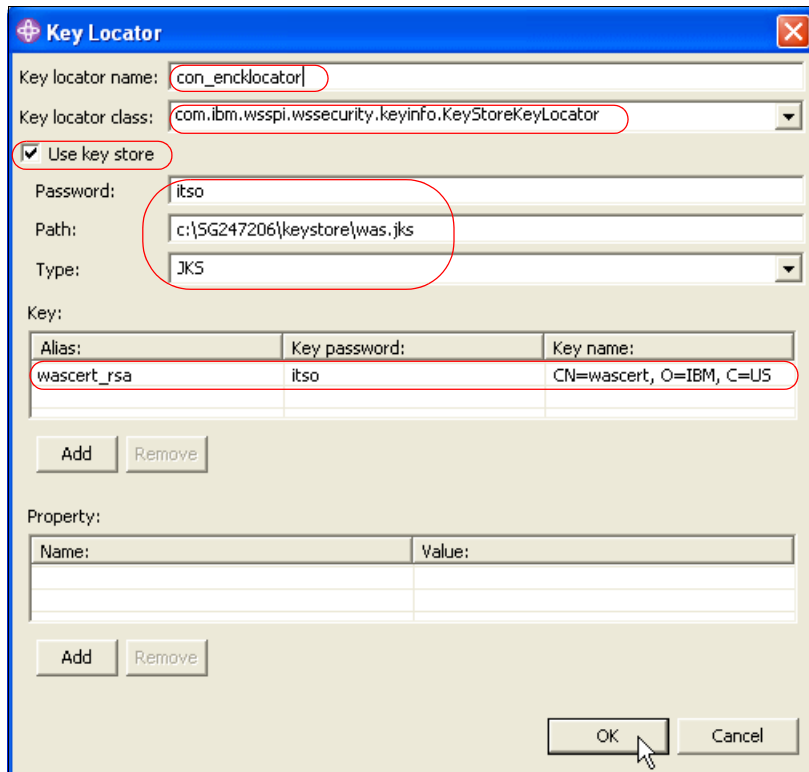 Key Locator
Key locator name: con_encklocator
Key locator class: com.ibm.wsspi.wssecurity.keyinfo.KeyStoreKeyLocator
Use key store
Password: itso
Path: c:\SG247206\keystore\was.jks
Type: JKS
Key:
Alias: Key password: Key name:
wascert_rsa itso CN=wascert, O=IBM, C=US
Add Remove
Property:
Name: Value:
Add Remove
OK Cancel